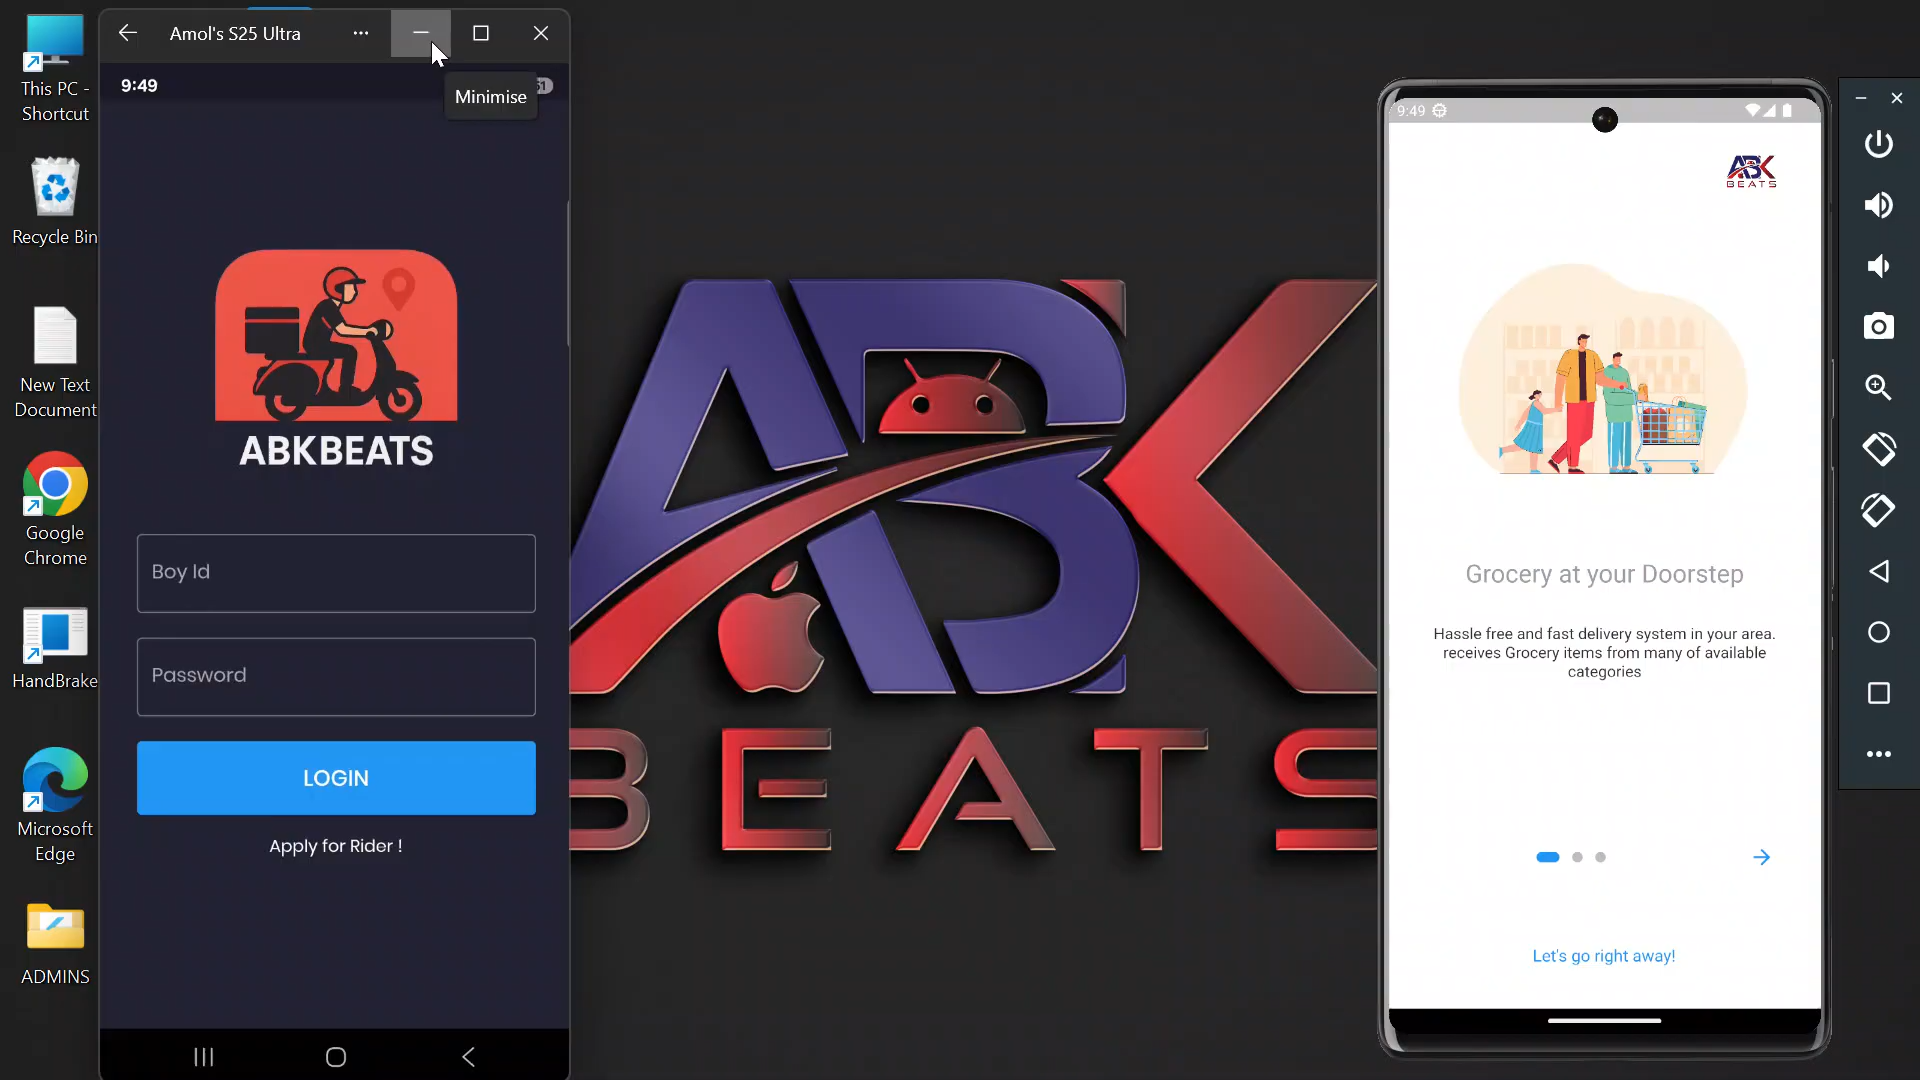 This PC -
Shortcut
Recycle Bin
New Text
Document
Google
Chrome
HandBrake
Microsoft
Edge
ADMINS
Amol's S25 Ultra
Minimise
9:49
ABKBEATS
Boy Id
Password
LOGIN
Apply for Rider !
ABK
BEATS
9:49
ABK
BEATS
Grocery at your Doorstep
Hassle free and fast delivery system in your area.
receives Grocery items from many of available
categories
Let's go right away!